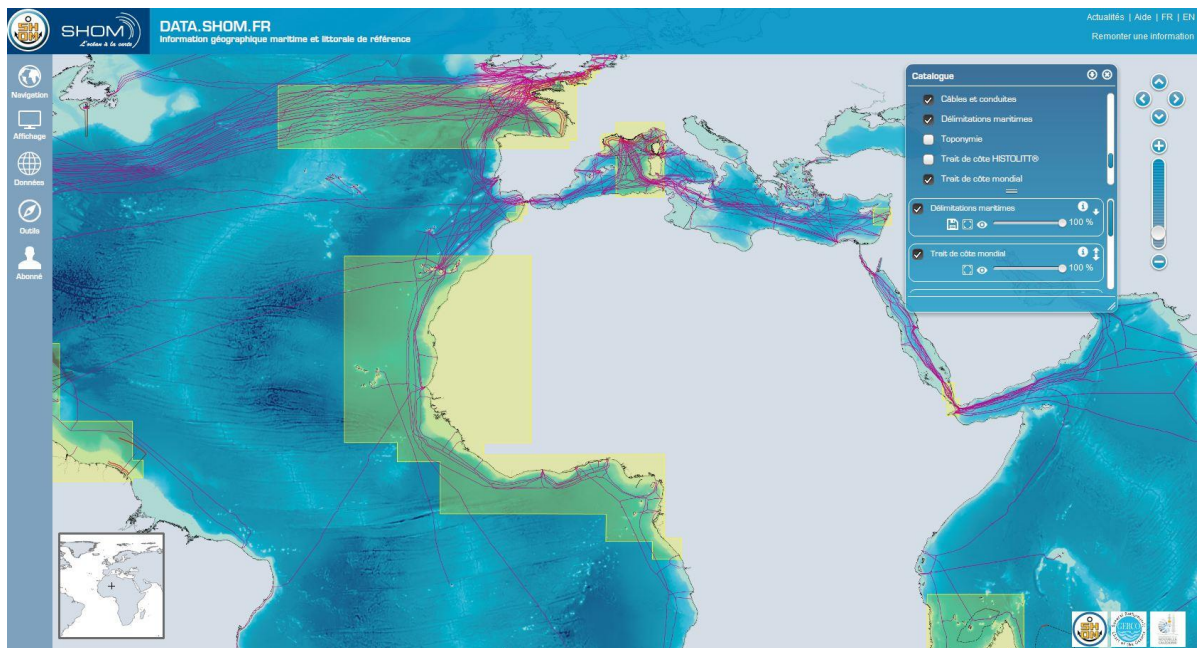 SHOM
L'océan à la carte
DATA.SHOM.FR
Information géographique maritime et littorale de référence
Actualités | Aide | FR | EN
Remonter une information
Navigation
Affichage
Données
Outils
Abonné
Catalogue
Câbles et conduites
Délimitations maritimes
Toponymie
Trait de côte HISTOLITT®
Trait de côte mondial
Délimitations maritimes
100 %
Trait de côte mondial
100 %
GEBCO